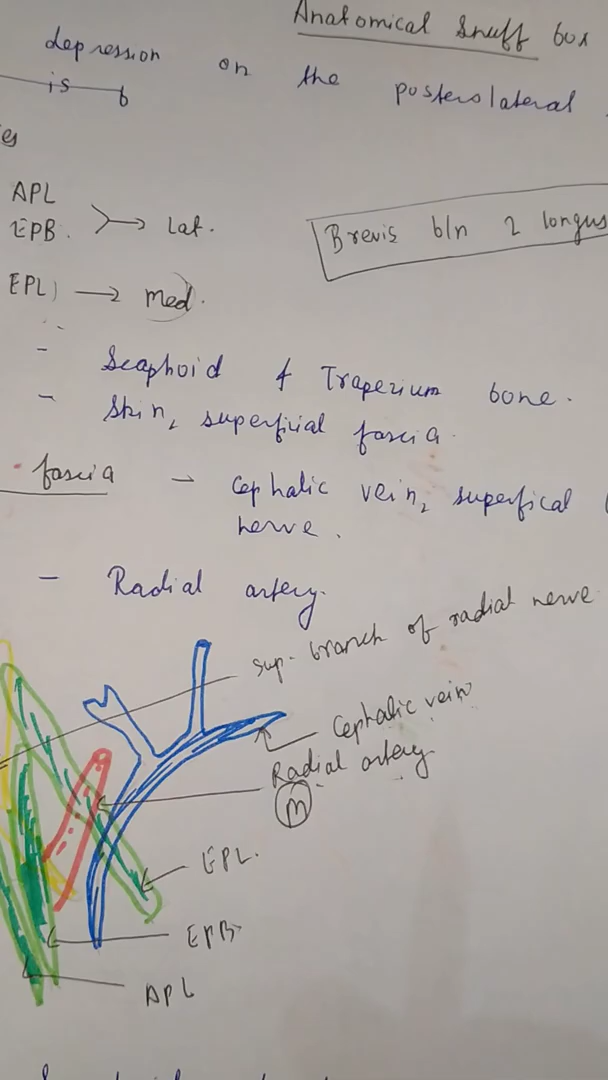 Anatomical Snuff box
depression on the posterolateral
is
APL
EPB. → Lat.
Brevis b/n 2 longus
EPL → med.
- Scaphoid & Trapezium bone.
- Skin, superficial fascia.
fascia - Cephalic vein, superfical
nerve.
- Radial artery.
sup. branch of radial nerve
Cephalic vein
Radial artery
M
EPL.
EPB
APL